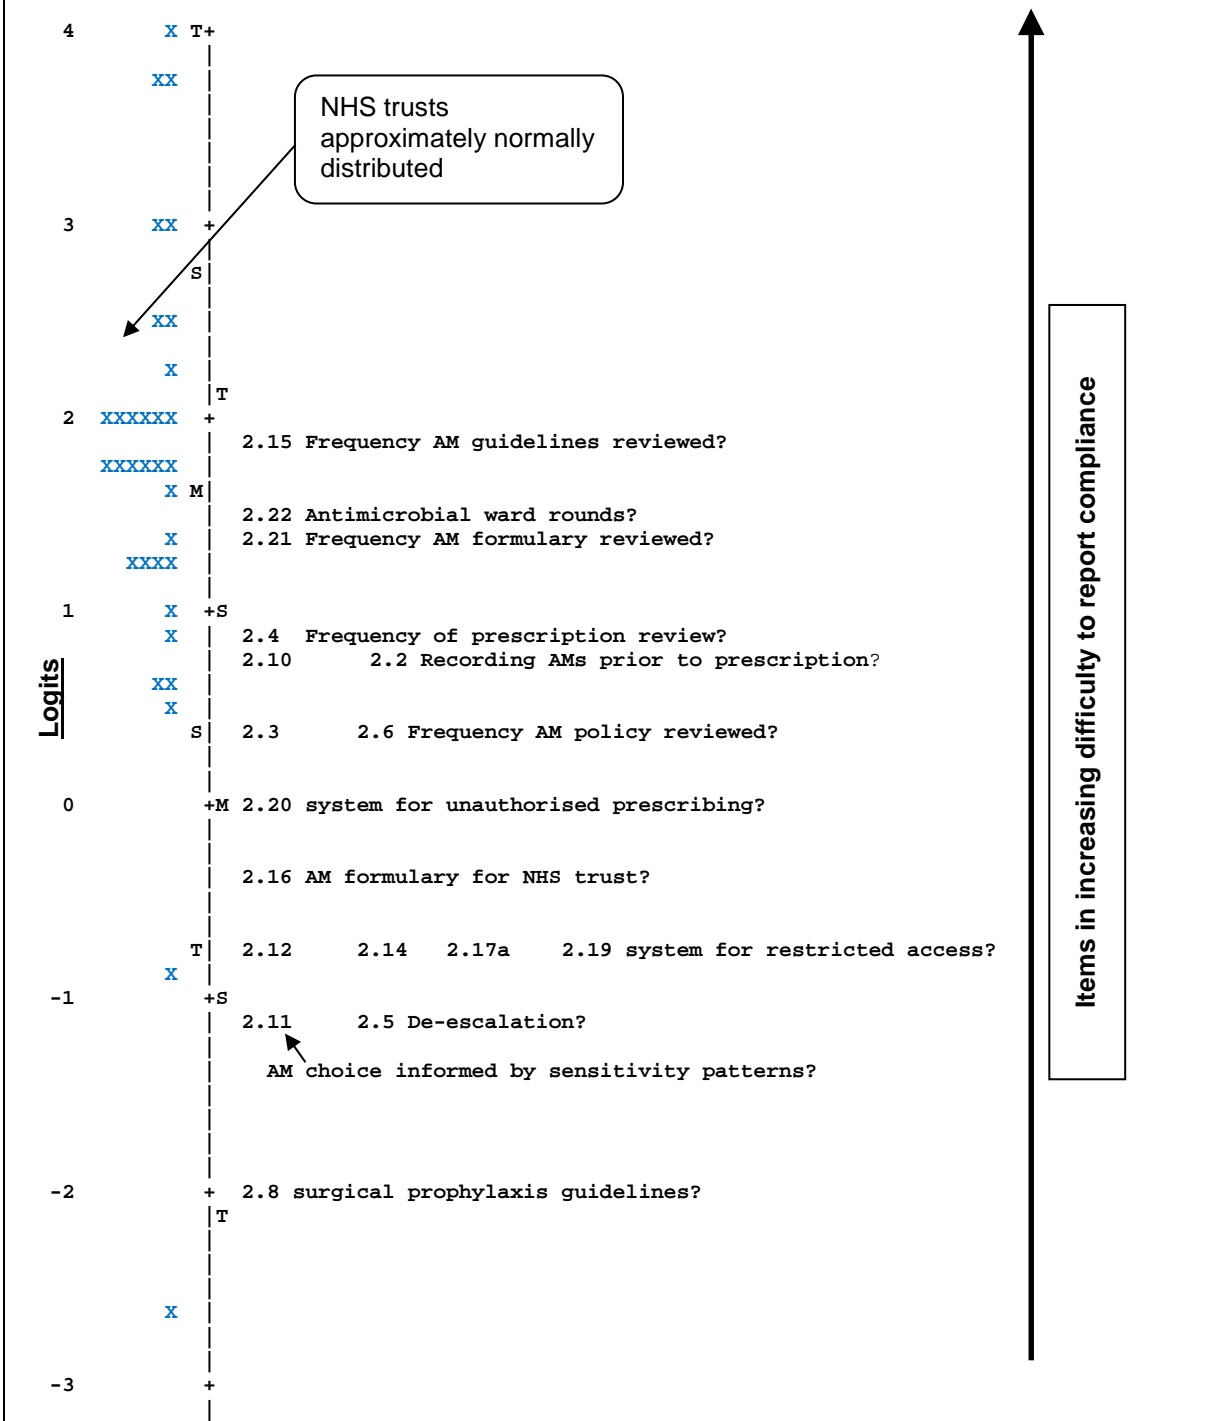 4 X T+
XX
NHS trusts
approximately normally
distributed
3 XX +
S|
XX
X
|T
2 XXXXXX +
2.15 Frequency AM guidelines reviewed?
XXXXXX
X M|
2.22 Antimicrobial ward rounds?
X | 2.21 Frequency AM formulary reviewed?
XXXX
1 X +S
X | 2.4 Frequency of prescription review?
2.10 2.2 Recording AMs prior to prescription?
XX
X
S| 2.3 2.6 Frequency AM policy reviewed?
0 +M 2.20 system for unauthorised prescribing?
2.16 AM formulary for NHS trust?
T| 2.12 2.14 2.17a 2.19 system for restricted access?
X
-1 +S
2.11 2.5 De-escalation?
AM choice informed by sensitivity patterns?
-2 + 2.8 surgical prophylaxis guidelines?
|T
X
-3 +
Logits
Items in increasing difficulty to report compliance